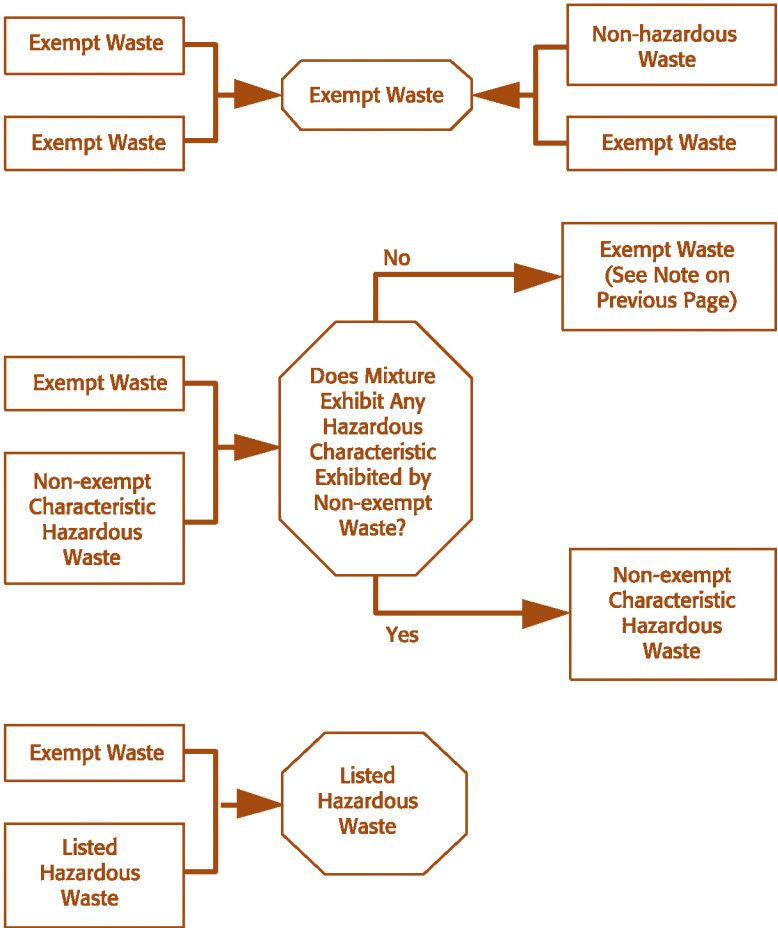 Exempt Waste
Exempt Waste
Exempt Waste
Non-hazardous
Waste
Exempt Waste
Exempt Waste
Non-exempt
Characteristic
Hazardous
Waste
Does Mixture
Exhibit Any
Hazardous
Characteristic
Exhibited by
Non-exempt
Waste?
No
Exempt Waste
(See Note on
Previous Page)
Yes
Non-exempt
Characteristic
Hazardous
Waste
Exempt Waste
Listed
Hazardous
Waste
Listed
Hazardous
Waste